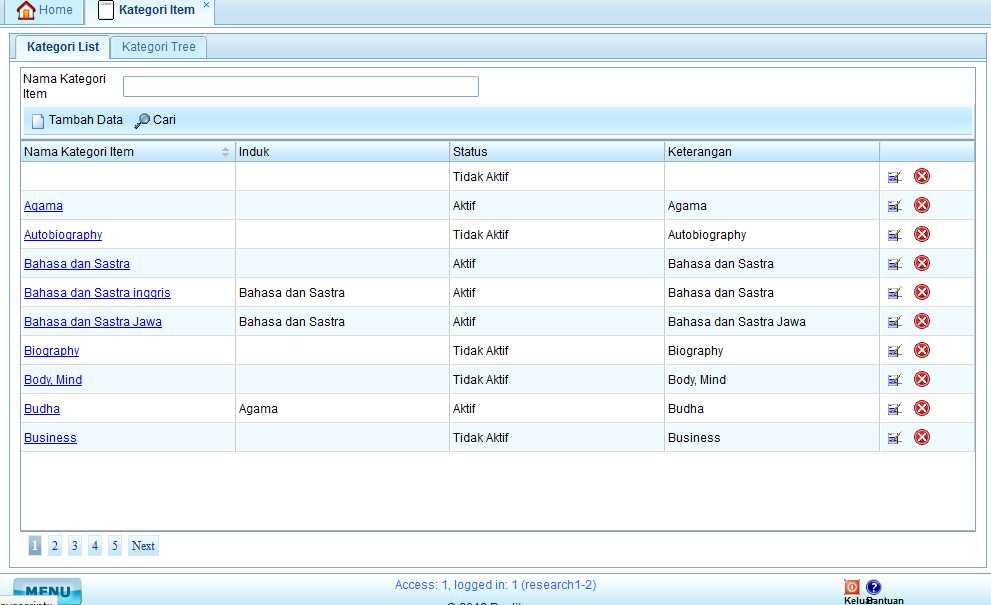 Home
Kategori Item
Kategori List
Kategori Tree
Nama Kategori
Item
Tambah Data
Cari
Nama Kategori Item Induk Status Keterangan
Tidak Aktif
Agama Aktif Agama
Autobiography Tidak Aktif Autobiography
Bahasa dan Sastra Aktif Bahasa dan Sastra
Bahasa dan Sastra inggris Bahasa dan Sastra Aktif Bahasa dan Sastra
Bahasa dan Sastra Jawa Bahasa dan Sastra Aktif Bahasa dan Sastra Jawa
Biography Tidak Aktif Biography
Body, Mind Tidak Aktif Body, Mind
Budha Agama Aktif Budha
Business Tidak Aktif Business
1 2 3 4 5 Next
MENU
Access: 1, logged in: 1 (research1-2)
Bantuan